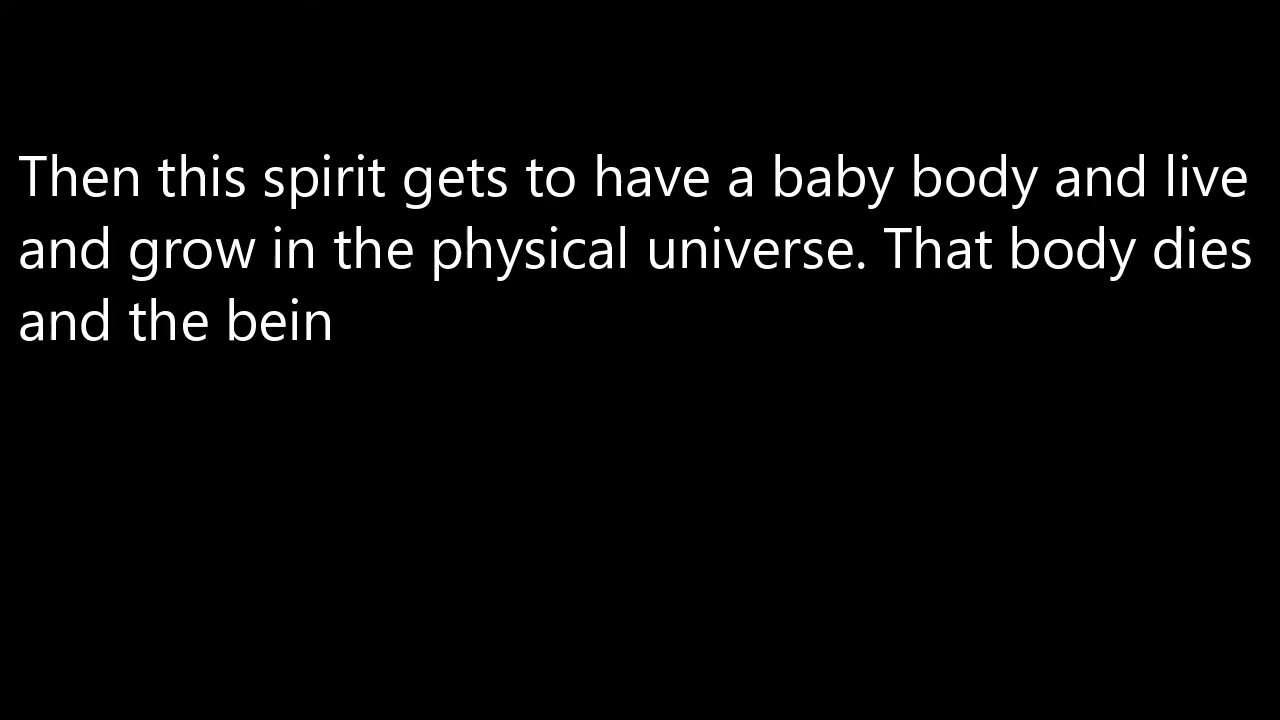 Then this spirit gets to have a baby body and live
and grow in the physical universe. That body dies
and the bein